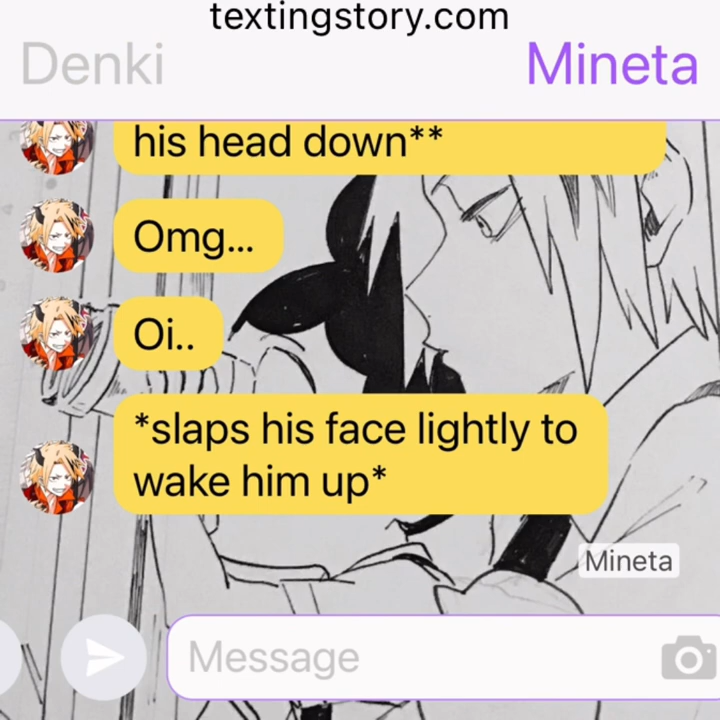 textingstory.com
Denki
Mineta
his head down**
Omg...
Oi..
*slaps his face lightly to
wake him up*
Mineta
Message